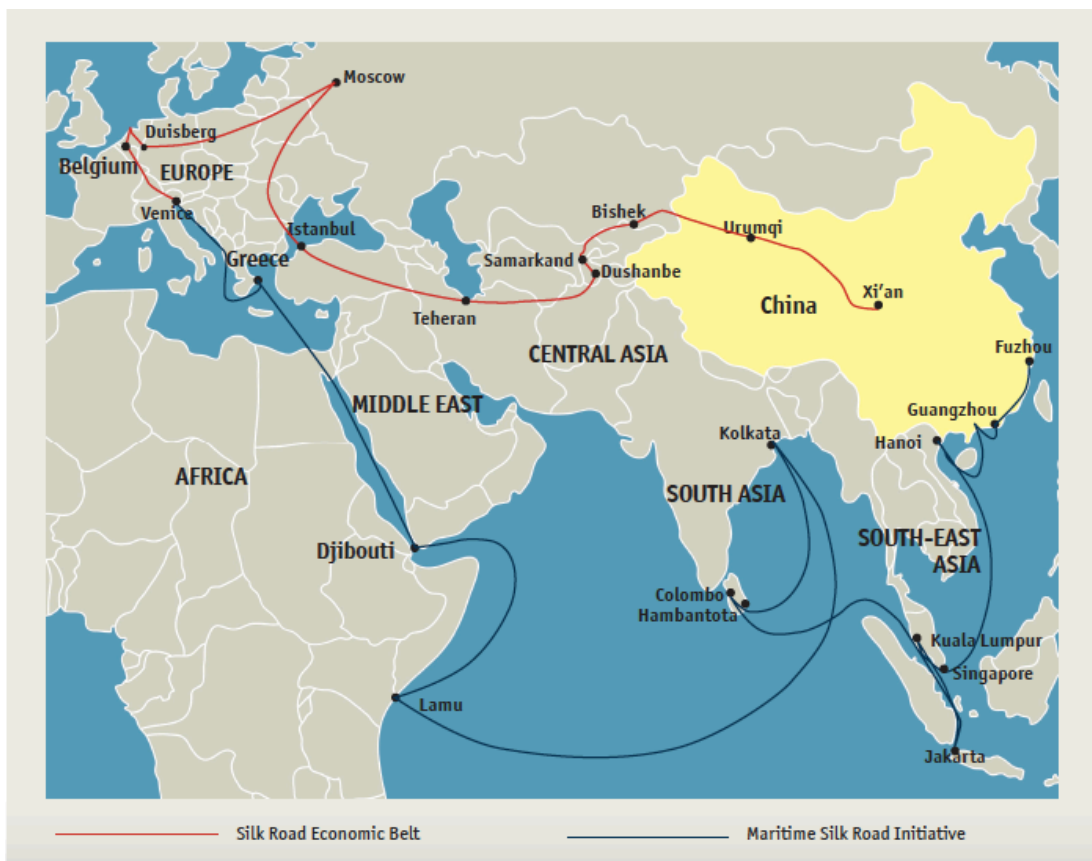 Moscow
Duisberg
Belgium
EUROPE
Venice
Istanbul
Greece
Bishek
Urumqi
Samarkand
Dushanbe
Xi'an
Teheran
China
Fuzhou
CENTRAL ASIA
MIDDLE EAST
Guangzhou
Kolkata
Hanoi
AFRICA
SOUTH ASIA
SOUTH-EAST
ASIA
Djibouti
Colombo
Hambantota
Kuala Lumpur
Singapore
Lamu
Jakarta
Silk Road Economic Belt
Maritime Silk Road Initiative